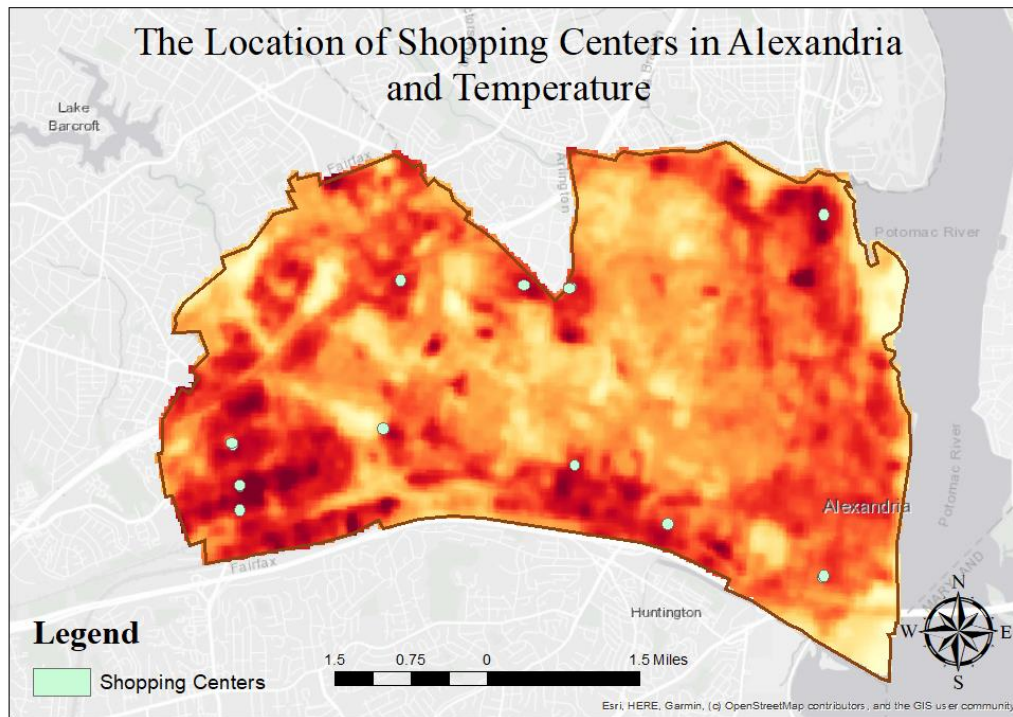 The Location of Shopping Centers in Alexandria
and Temperature
Lake
Barcroft
Fairfax
Arlington
Potomac River
Potomac River
Alexandria
MARYLAND
Fairfax
Huntington
N
W
E
S
Legend
Shopping Centers
1.5
0.75
0
1.5 Miles
Esri, HERE, Garmin, (c) OpenStreetMap contributors, and the GIS user community